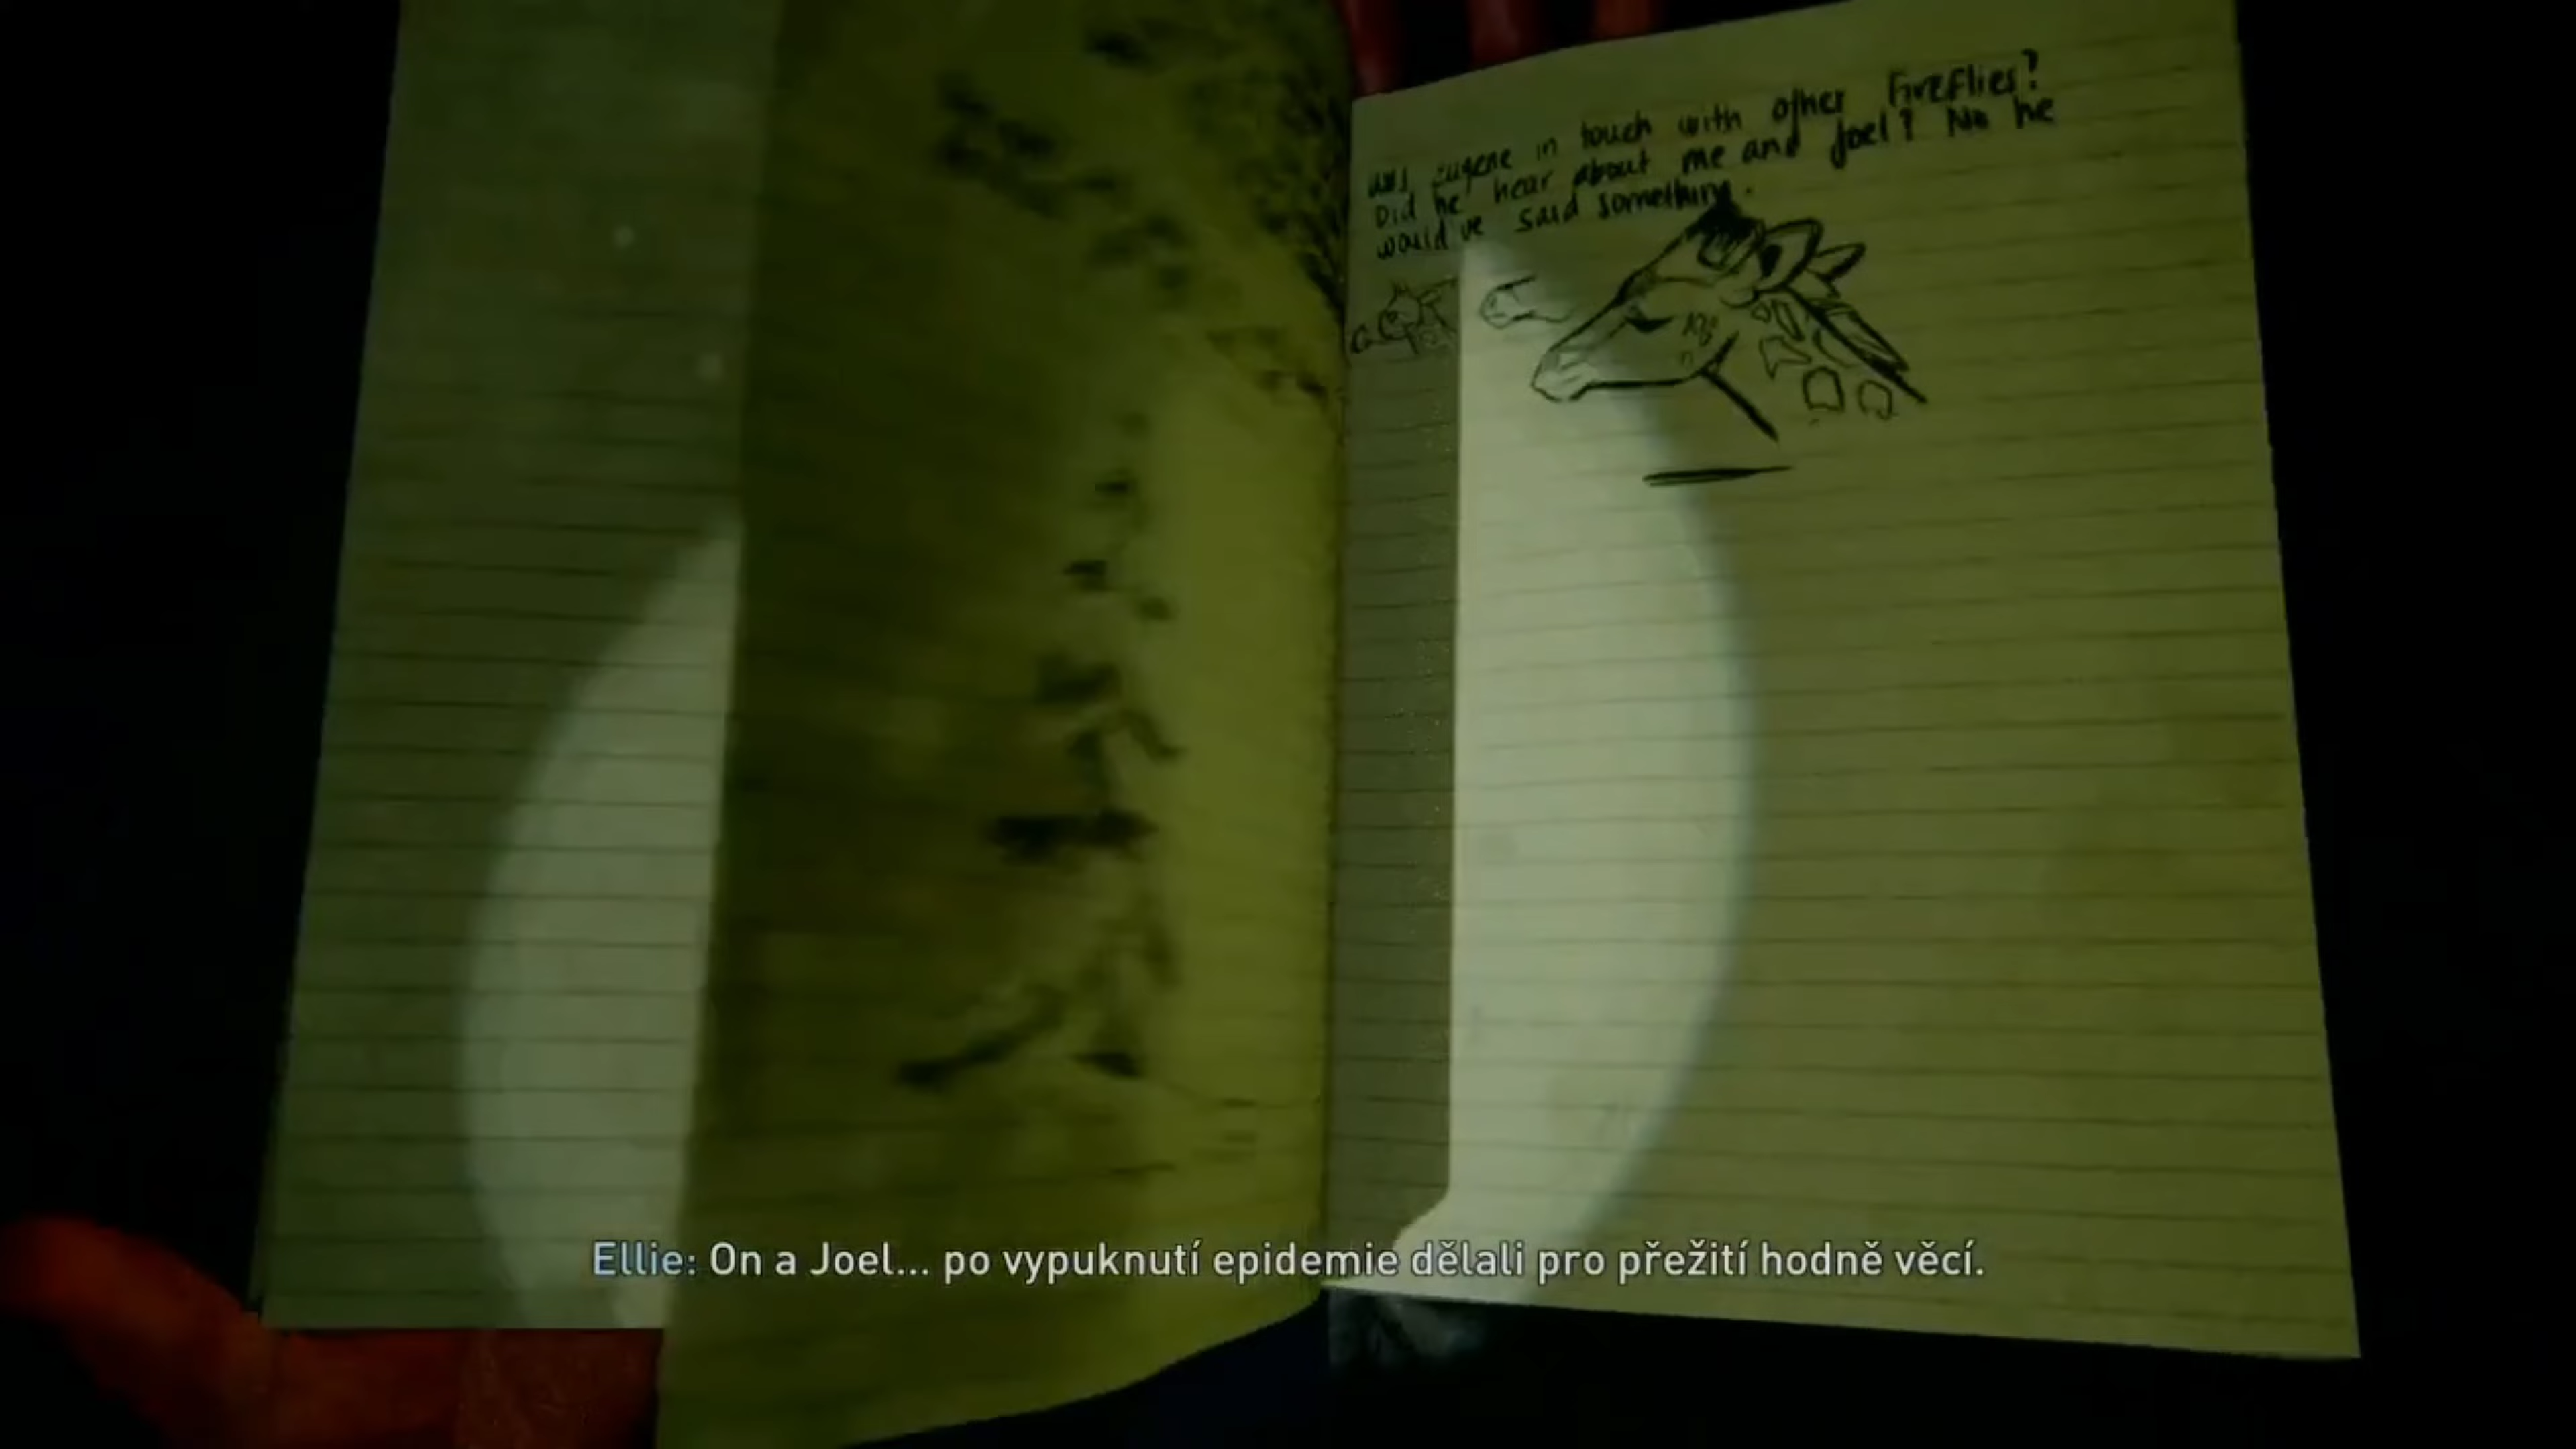 was Eugene in touch with other Fireflies?
Did he hear about me and Joel? No he
would've said something.
Ellie: On a Joel... po vypuknutí epidemie dělali pro přežití hodně věcí.